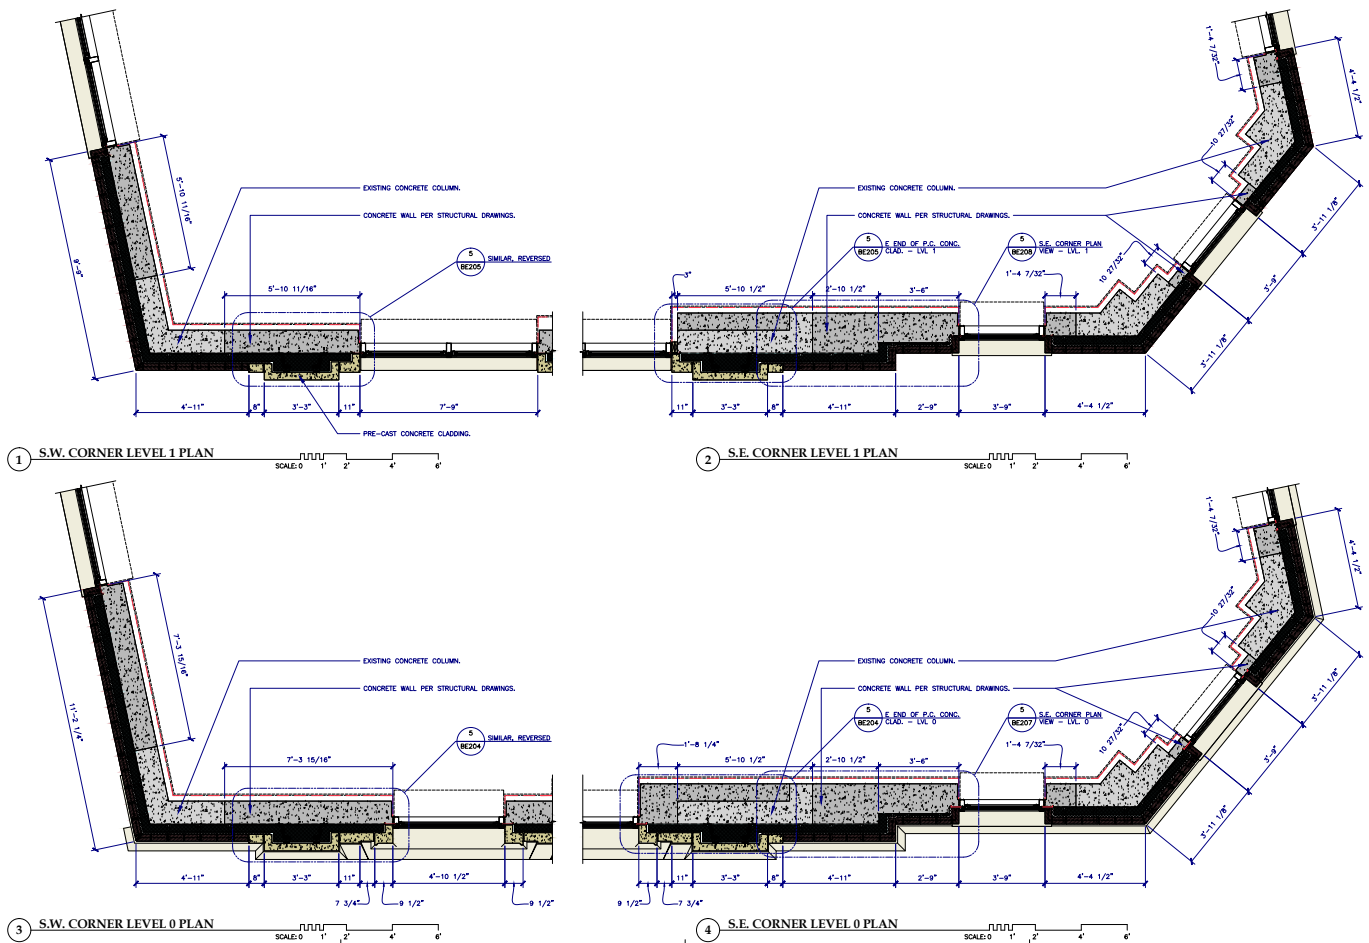 5'-10 11/16"
9'-9"
EXISTING CONCRETE COLUMN.
CONCRETE WALL PER STRUCTURAL DRAWINGS.
5
BE205
SIMILAR, REVERSED
5'-10 11/16"
4'-11"
8"
3'-3"
11"
7'-9"
PRE-CAST CONCRETE CLADDING.
1
S.W. CORNER LEVEL 1 PLAN
SCALE: 0 1' 2' 4' 6'
1'-4 7/32"
4'-4 1/2"
10 27/32"
EXISTING CONCRETE COLUMN.
CONCRETE WALL PER STRUCTURAL DRAWINGS.
3'-11 1/8"
5
BE205
E END OF P.C. CONC.
CLAD. - LVL 1
5
BE208
S.E. CORNER PLAN
VIEW - LVL. 1
3"
5'-10 1/2"
2'-10 1/2"
3'-6"
1'-4 7/32"
10 27/32"
3'-9"
3'-11 1/8"
11"
3'-3"
8"
4'-11"
2'-9"
3'-9"
4'-4 1/2"
2
S.E. CORNER LEVEL 1 PLAN
SCALE: 0 1' 2' 4' 6'
7'-3 15/16"
11'-2 1/4"
EXISTING CONCRETE COLUMN.
CONCRETE WALL PER STRUCTURAL DRAWINGS.
5
BE204
SIMILAR, REVERSED
7'-3 15/16"
4'-11"
8"
3'-3"
11"
4'-10 1/2"
7 3/4"
9 1/2"
9 1/2"
3
S.W. CORNER LEVEL 0 PLAN
SCALE: 0 1' 2' 4' 6'
1'-4 7/32"
4'-4 1/2"
10 27/32"
EXISTING CONCRETE COLUMN.
CONCRETE WALL PER STRUCTURAL DRAWINGS.
3'-11 1/8"
5
BE204
E END OF P.C. CONC.
CLAD. - LVL 0
5
BE207
S.E. CORNER PLAN
VIEW - LVL. 0
1'-8 1/4"
5'-10 1/2"
2'-10 1/2"
3'-6"
1'-4 7/32"
10 27/32"
3'-9"
3'-11 1/8"
11"
3'-3"
8"
4'-11"
2'-9"
3'-9"
4'-4 1/2"
9 1/2"
7 3/4"
4
S.E. CORNER LEVEL 0 PLAN
SCALE: 0 1' 2' 4' 6'